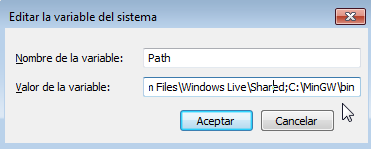 Editar la variable del sistema
Nombre de la variable: Path
Valor de la variable: m Files\Windows Live\Shared;C:\MinGW\bin
Aceptar Cancelar